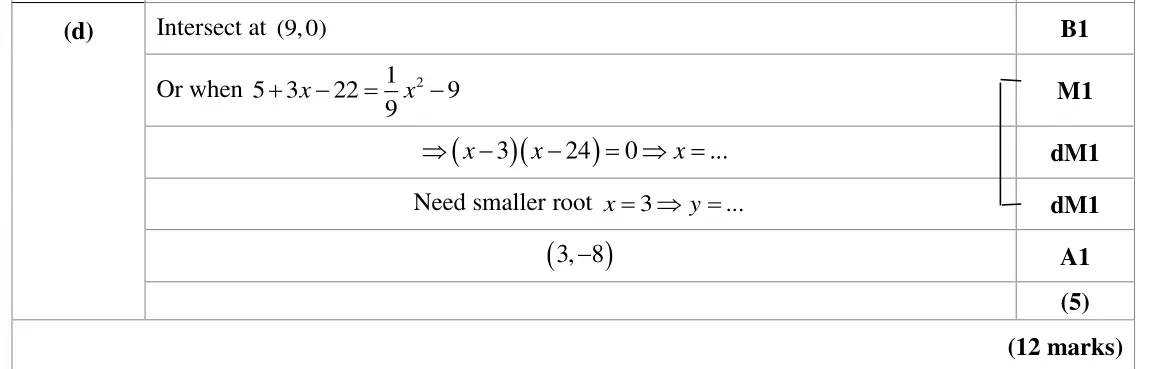 (d) Intersect at (9,0) B1
Or when 5+3x−22=1/9 x²−9 M1
⇒(x−3)(x−24)=0⇒x=... dM1
Need smaller root x=3⇒y=... dM1
(3,−8) A1
(5)
(12 marks)